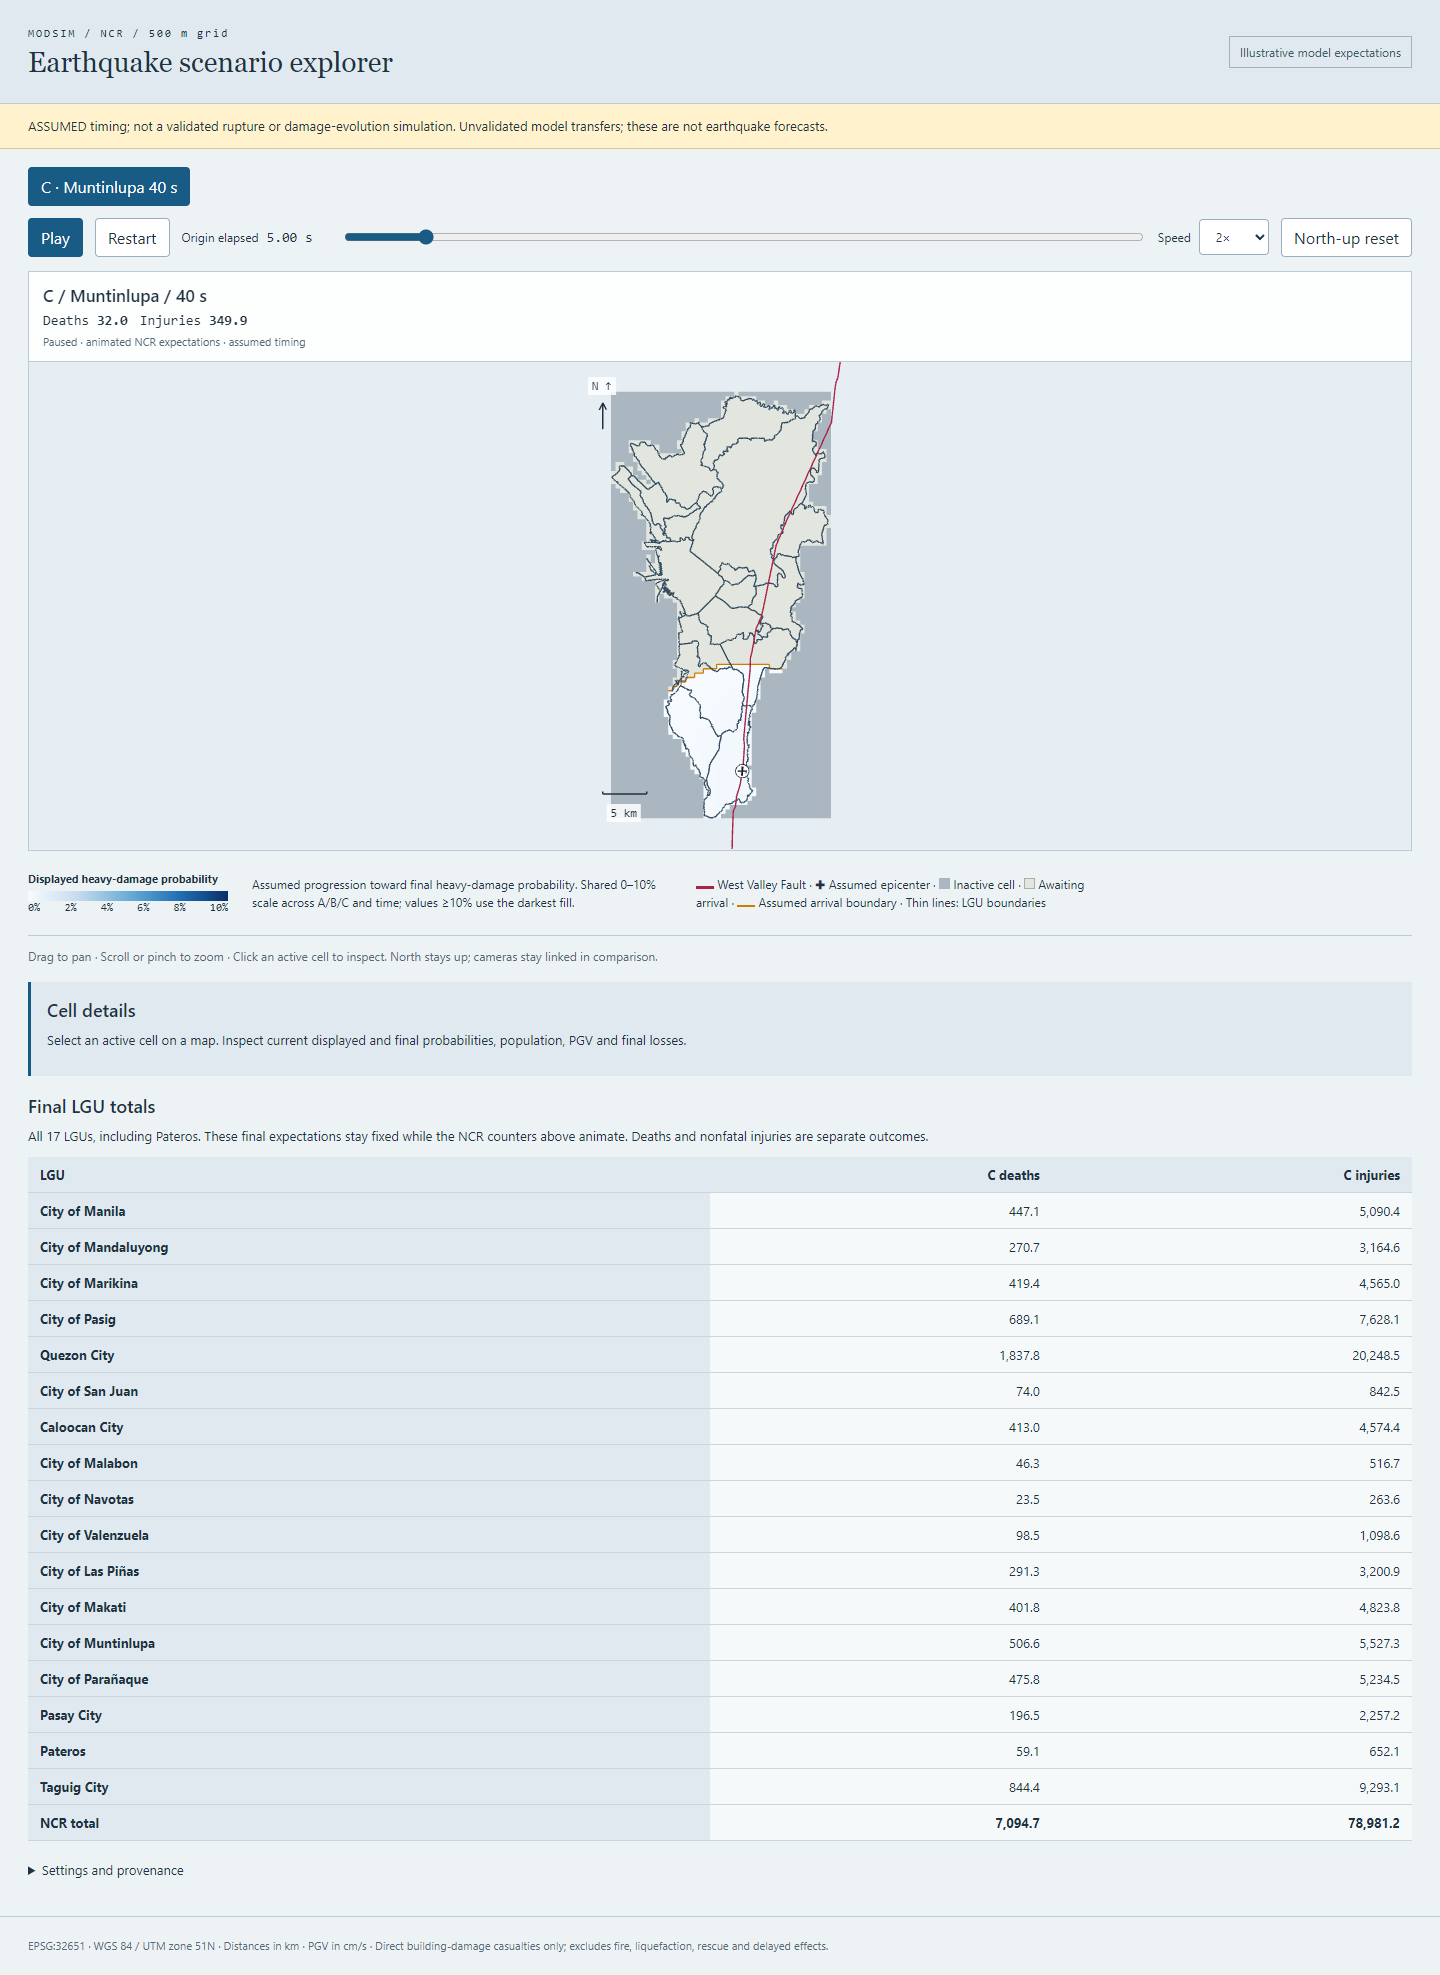 MODSIM / NCR / 500 m grid
Earthquake scenario explorer
Illustrative model expectations
ASSUMED timing; not a validated rupture or damage-evolution simulation. Unvalidated model transfers; these are not earthquake forecasts.
C · Muntinlupa 40 s
Play Restart Origin elapsed 5.00 s Speed 2× North-up reset
C / Muntinlupa / 40 s
Deaths 32.0 Injuries 349.9
Paused · animated NCR expectations · assumed timing
N ↑
5 km
Displayed heavy-damage probability
0% 2% 4% 6% 8% 10%
Assumed progression toward final heavy-damage probability. Shared 0–10%
scale across A/B/C and time; values ≥10% use the darkest fill.
West Valley Fault · ✚ Assumed epicenter · Inactive cell · Awaiting
arrival · Assumed arrival boundary · Thin lines: LGU boundaries
Drag to pan · Scroll or pinch to zoom · Click an active cell to inspect. North stays up; cameras stay linked in comparison.
Cell details
Select an active cell on a map. Inspect current displayed and final probabilities, population, PGV and final losses.
Final LGU totals
All 17 LGUs, including Pateros. These final expectations stay fixed while the NCR counters above animate. Deaths and nonfatal injuries are separate outcomes.
LGU C deaths C injuries
City of Manila 447.1 5,090.4
City of Mandaluyong 270.7 3,164.6
City of Marikina 419.4 4,565.0
City of Pasig 689.1 7,628.1
Quezon City 1,837.8 20,248.5
City of San Juan 74.0 842.5
Caloocan City 413.0 4,574.4
City of Malabon 46.3 516.7
City of Navotas 23.5 263.6
City of Valenzuela 98.5 1,098.6
City of Las Piñas 291.3 3,200.9
City of Makati 401.8 4,823.8
City of Muntinlupa 506.6 5,527.3
City of Parañaque 475.8 5,234.5
Pasay City 196.5 2,257.2
Pateros 59.1 652.1
Taguig City 844.4 9,293.1
NCR total 7,094.7 78,981.2
▶ Settings and provenance
EPSG:32651 · WGS 84 / UTM zone 51N · Distances in km · PGV in cm/s · Direct building-damage casualties only; excludes fire, liquefaction, rescue and delayed effects.